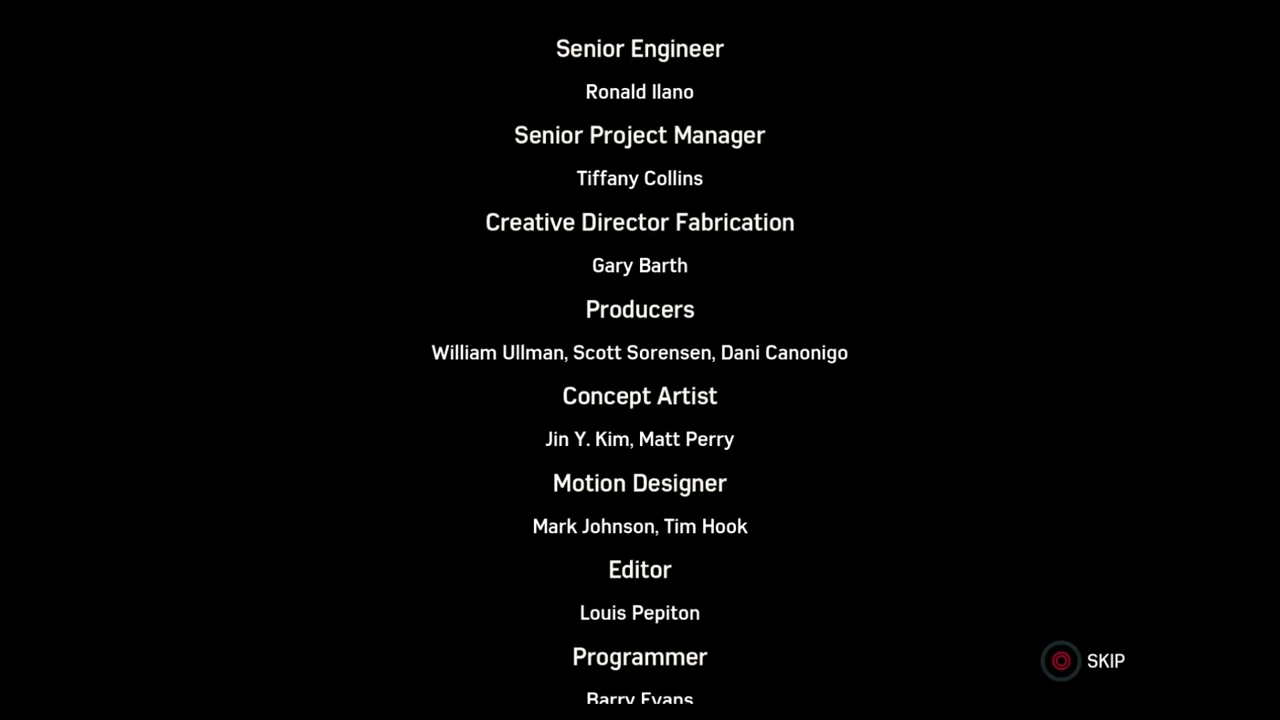 Senior Engineer
Ronald Ilano
Senior Project Manager
Tiffany Collins
Creative Director Fabrication
Gary Barth
Producers
William Ullman, Scott Sorensen, Dani Canonigo
Concept Artist
Jin Y. Kim, Matt Perry
Motion Designer
Mark Johnson, Tim Hook
Editor
Louis Pepiton
Programmer
Barry Evans
SKIP